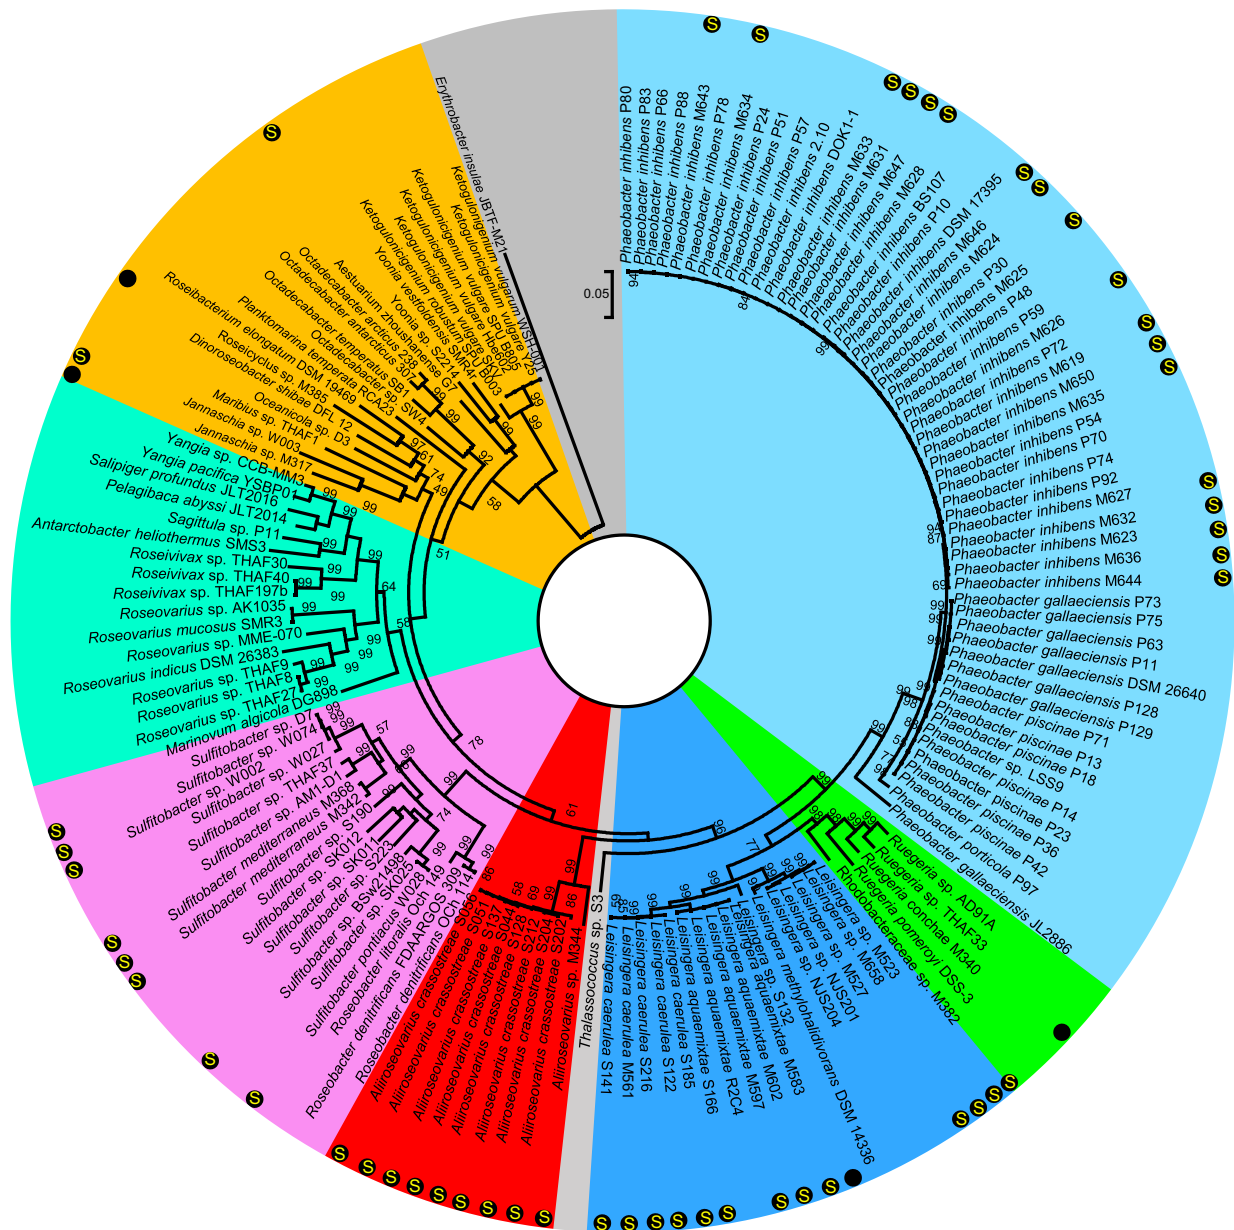 Phaeobacter inhibens P80
Phaeobacter inhibens P83
Phaeobacter inhibens P66
Phaeobacter inhibens P88
Phaeobacter inhibens M643
Phaeobacter inhibens P78
Phaeobacter inhibens M634
Phaeobacter inhibens P24
Phaeobacter inhibens P51
Phaeobacter inhibens P57
Phaeobacter inhibens 2.10
Phaeobacter inhibens DOK1-1
Phaeobacter inhibens M633
Phaeobacter inhibens M631
Phaeobacter inhibens M647
Phaeobacter inhibens M628
Phaeobacter inhibens BS107
Phaeobacter inhibens P10
Phaeobacter inhibens DSM 17395
Phaeobacter inhibens M646
Phaeobacter inhibens M624
Phaeobacter inhibens P30
Phaeobacter inhibens M625
Phaeobacter inhibens P48
Phaeobacter inhibens P59
Phaeobacter inhibens M626
Phaeobacter inhibens P72
Phaeobacter inhibens M619
Phaeobacter inhibens M650
Phaeobacter inhibens M635
Phaeobacter inhibens P54
Phaeobacter inhibens P70
Phaeobacter inhibens P74
Phaeobacter inhibens P92
Phaeobacter inhibens M627
Phaeobacter inhibens M632
Phaeobacter inhibens M623
Phaeobacter inhibens M636
Phaeobacter inhibens M644
Phaeobacter gallaeciensis P73
Phaeobacter gallaeciensis P75
Phaeobacter gallaeciensis P63
Phaeobacter gallaeciensis P11
Phaeobacter gallaeciensis DSM 26640
Phaeobacter gallaeciensis P128
Phaeobacter gallaeciensis P129
Phaeobacter piscinae P71
Phaeobacter piscinae P13
Phaeobacter piscinae P18
Phaeobacter sp. LSS9
Phaeobacter piscinae P14
Phaeobacter piscinae P23
Phaeobacter piscinae P36
Phaeobacter piscinae P42
Phaeobacter porticola P97
Phaeobacter gallaeciensis JL2886
Ruegeria sp. AD91A
Ruegeria sp. THAF33
Ruegeria conchae M340
Ruegeria pomeroyi DSS-3
Rhodobacteraceae sp. M382
Leisingera sp. M523
Leisingera sp. M658
Leisingera sp. M527
Leisingera sp. NJS201
Leisingera sp. NJS204
Leisingera methylohalidivorans DSM 14336
Leisingera sp. S132
Leisingera aquaemixtae M583
Leisingera aquaemixtae M602
Leisingera aquaemixtae M597
Leisingera aquaemixtae R2C4
Leisingera aquaemixtae S166
Leisingera caerulea S185
Leisingera caerulea S122
Leisingera caerulea S216
Leisingera caerulea M561
Leisingera caerulea S141
Thalassococcus sp. S3
Aliiroseovarius sp. M344
Aliiroseovarius crassostreae S202
Aliiroseovarius crassostreae S204
Aliiroseovarius crassostreae S212
Aliiroseovarius crassostreae S128
Aliiroseovarius crassostreae S044
Aliiroseovarius crassostreae S137
Aliiroseovarius crassostreae S051
Aliiroseovarius crassostreae S056
Roseobacter denitrificans OCh 114
Roseobacter denitrificans FDAARGOS 309
Roseobacter litoralis Och 149
Sulfitobacter pontiacus W028
Sulfitobacter sp. SK025
Sulfitobacter sp. BSw21498
Sulfitobacter sp. S223
Sulfitobacter sp. SK011
Sulfitobacter sp. SK012
Sulfitobacter sp. S190
Sulfitobacter mediterraneus M342
Sulfitobacter mediterraneus M368
Sulfitobacter sp. AM1-D1
Sulfitobacter sp. THAF37
Sulfitobacter sp. W027
Sulfitobacter sp. W002
Sulfitobacter sp. W074
Sulfitobacter sp. D7
Marinovum algicola DG898
Roseovarius sp. THAF27
Roseovarius sp. THAF8
Roseovarius sp. THAF9
Roseovarius indicus DSM 26383
Roseovarius sp. MME-070
Roseovarius mucosus SMR3
Roseovarius sp. AK1035
Roseivivax sp. THAF197b
Roseivivax sp. THAF40
Roseivivax sp. THAF30
Antarctobacter heliothermus SMS3
Sagittula sp. P11
Pelagibaca abyssi JLT2014
Salipiger profundus JLT2016
Yangia pacifica YSBP01
Yangia sp. CCB-MM3
Jannaschia sp. M317
Jannaschia sp. W003
Maribius sp. THAF1
Oceanicola sp. D3
Dinoroseobacter shibae DFL 12
Roseicyclus sp. M385
Roseibacterium elongatum DSM 19469
Planktomarina temperata RCA23
Octadecabacter sp. SW4
Octadecabacter temperatus SB1
Octadecabacter antarcticus 307
Octadecabacter arcticus 238
Aestuarium zhoushanense G7
Yoonia sp. S2214
Yoonia vestfoldensis SMR4r
Ketogulonicigenium robustum SPU_B003
Ketogulonicigenium vulgare SKV
Ketogulonicigenium vulgare Hbe602
Ketogulonicigenium vulgare SPU B805
Ketogulonicigenium vulgare Y25
Ketogulonigenium vulgarum WSH-001
Erythrobacter insulae JBTF-M21
0.05